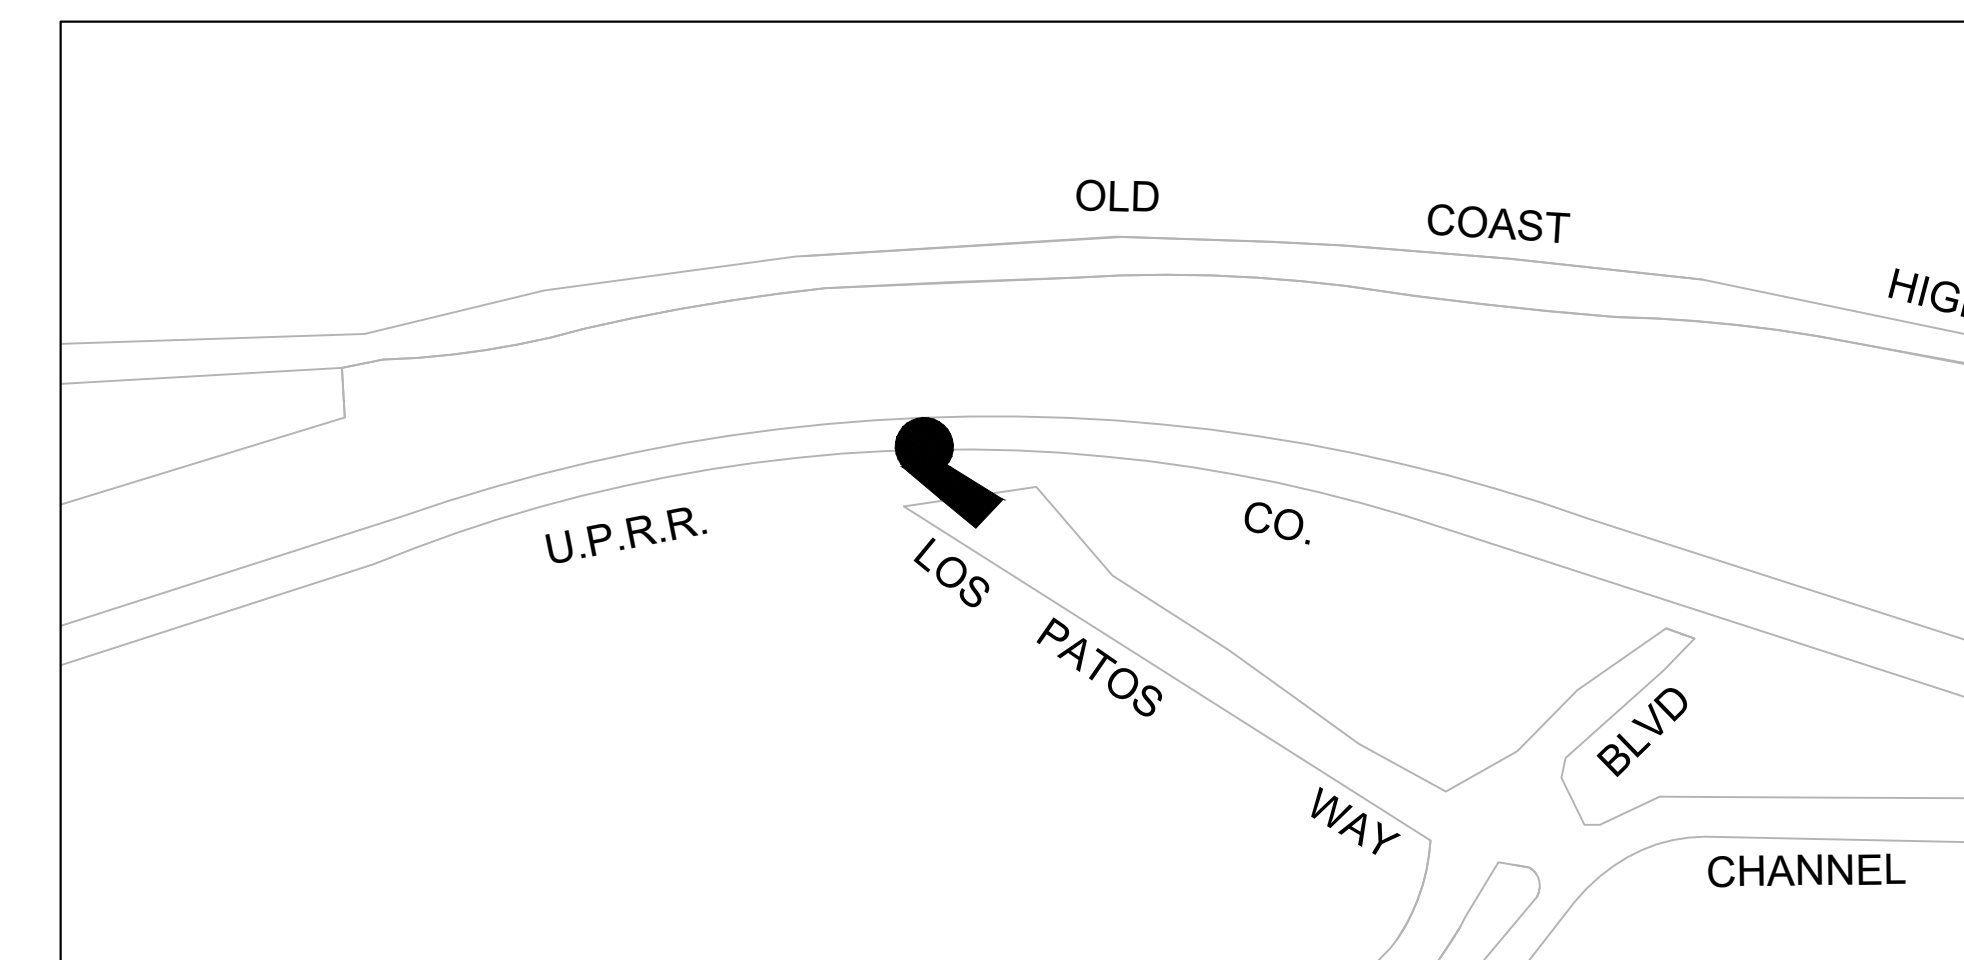 OLD COAST
U.P.R.R. CO.
LOS PATOS WAY
BLVD
CHANNEL